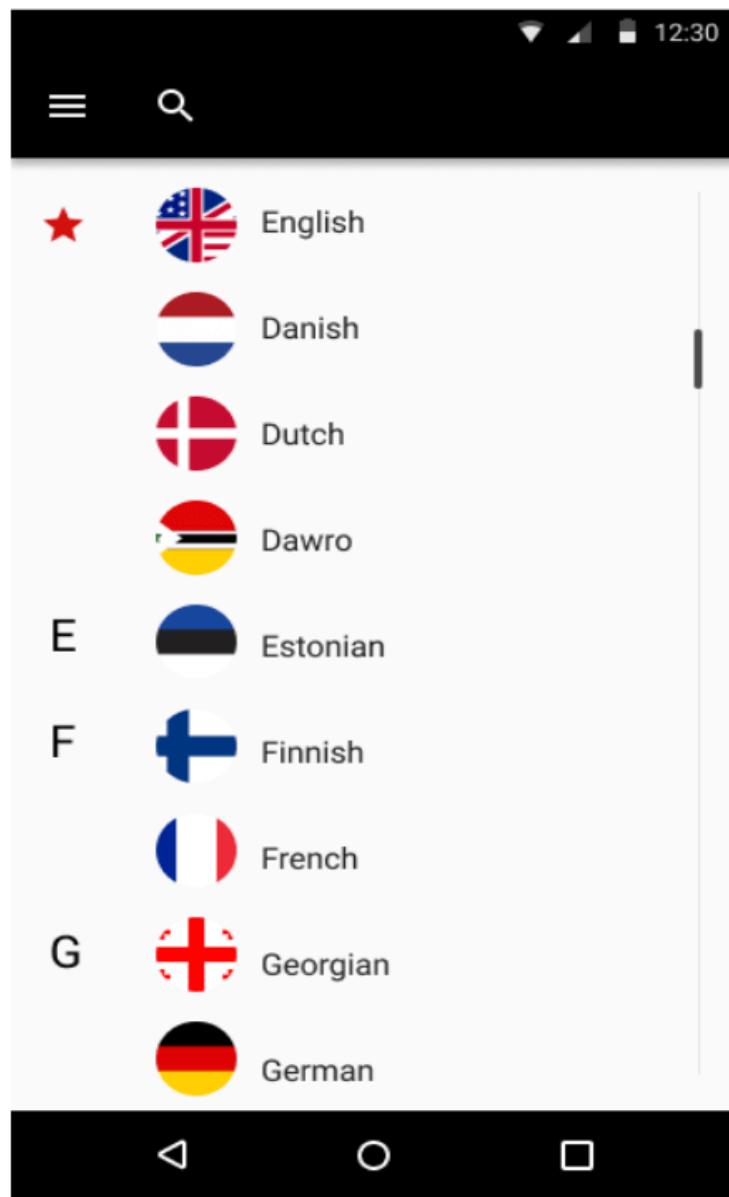 12:30
English
Danish
Dutch
Dawro
E Estonian
F Finnish
French
G Georgian
German